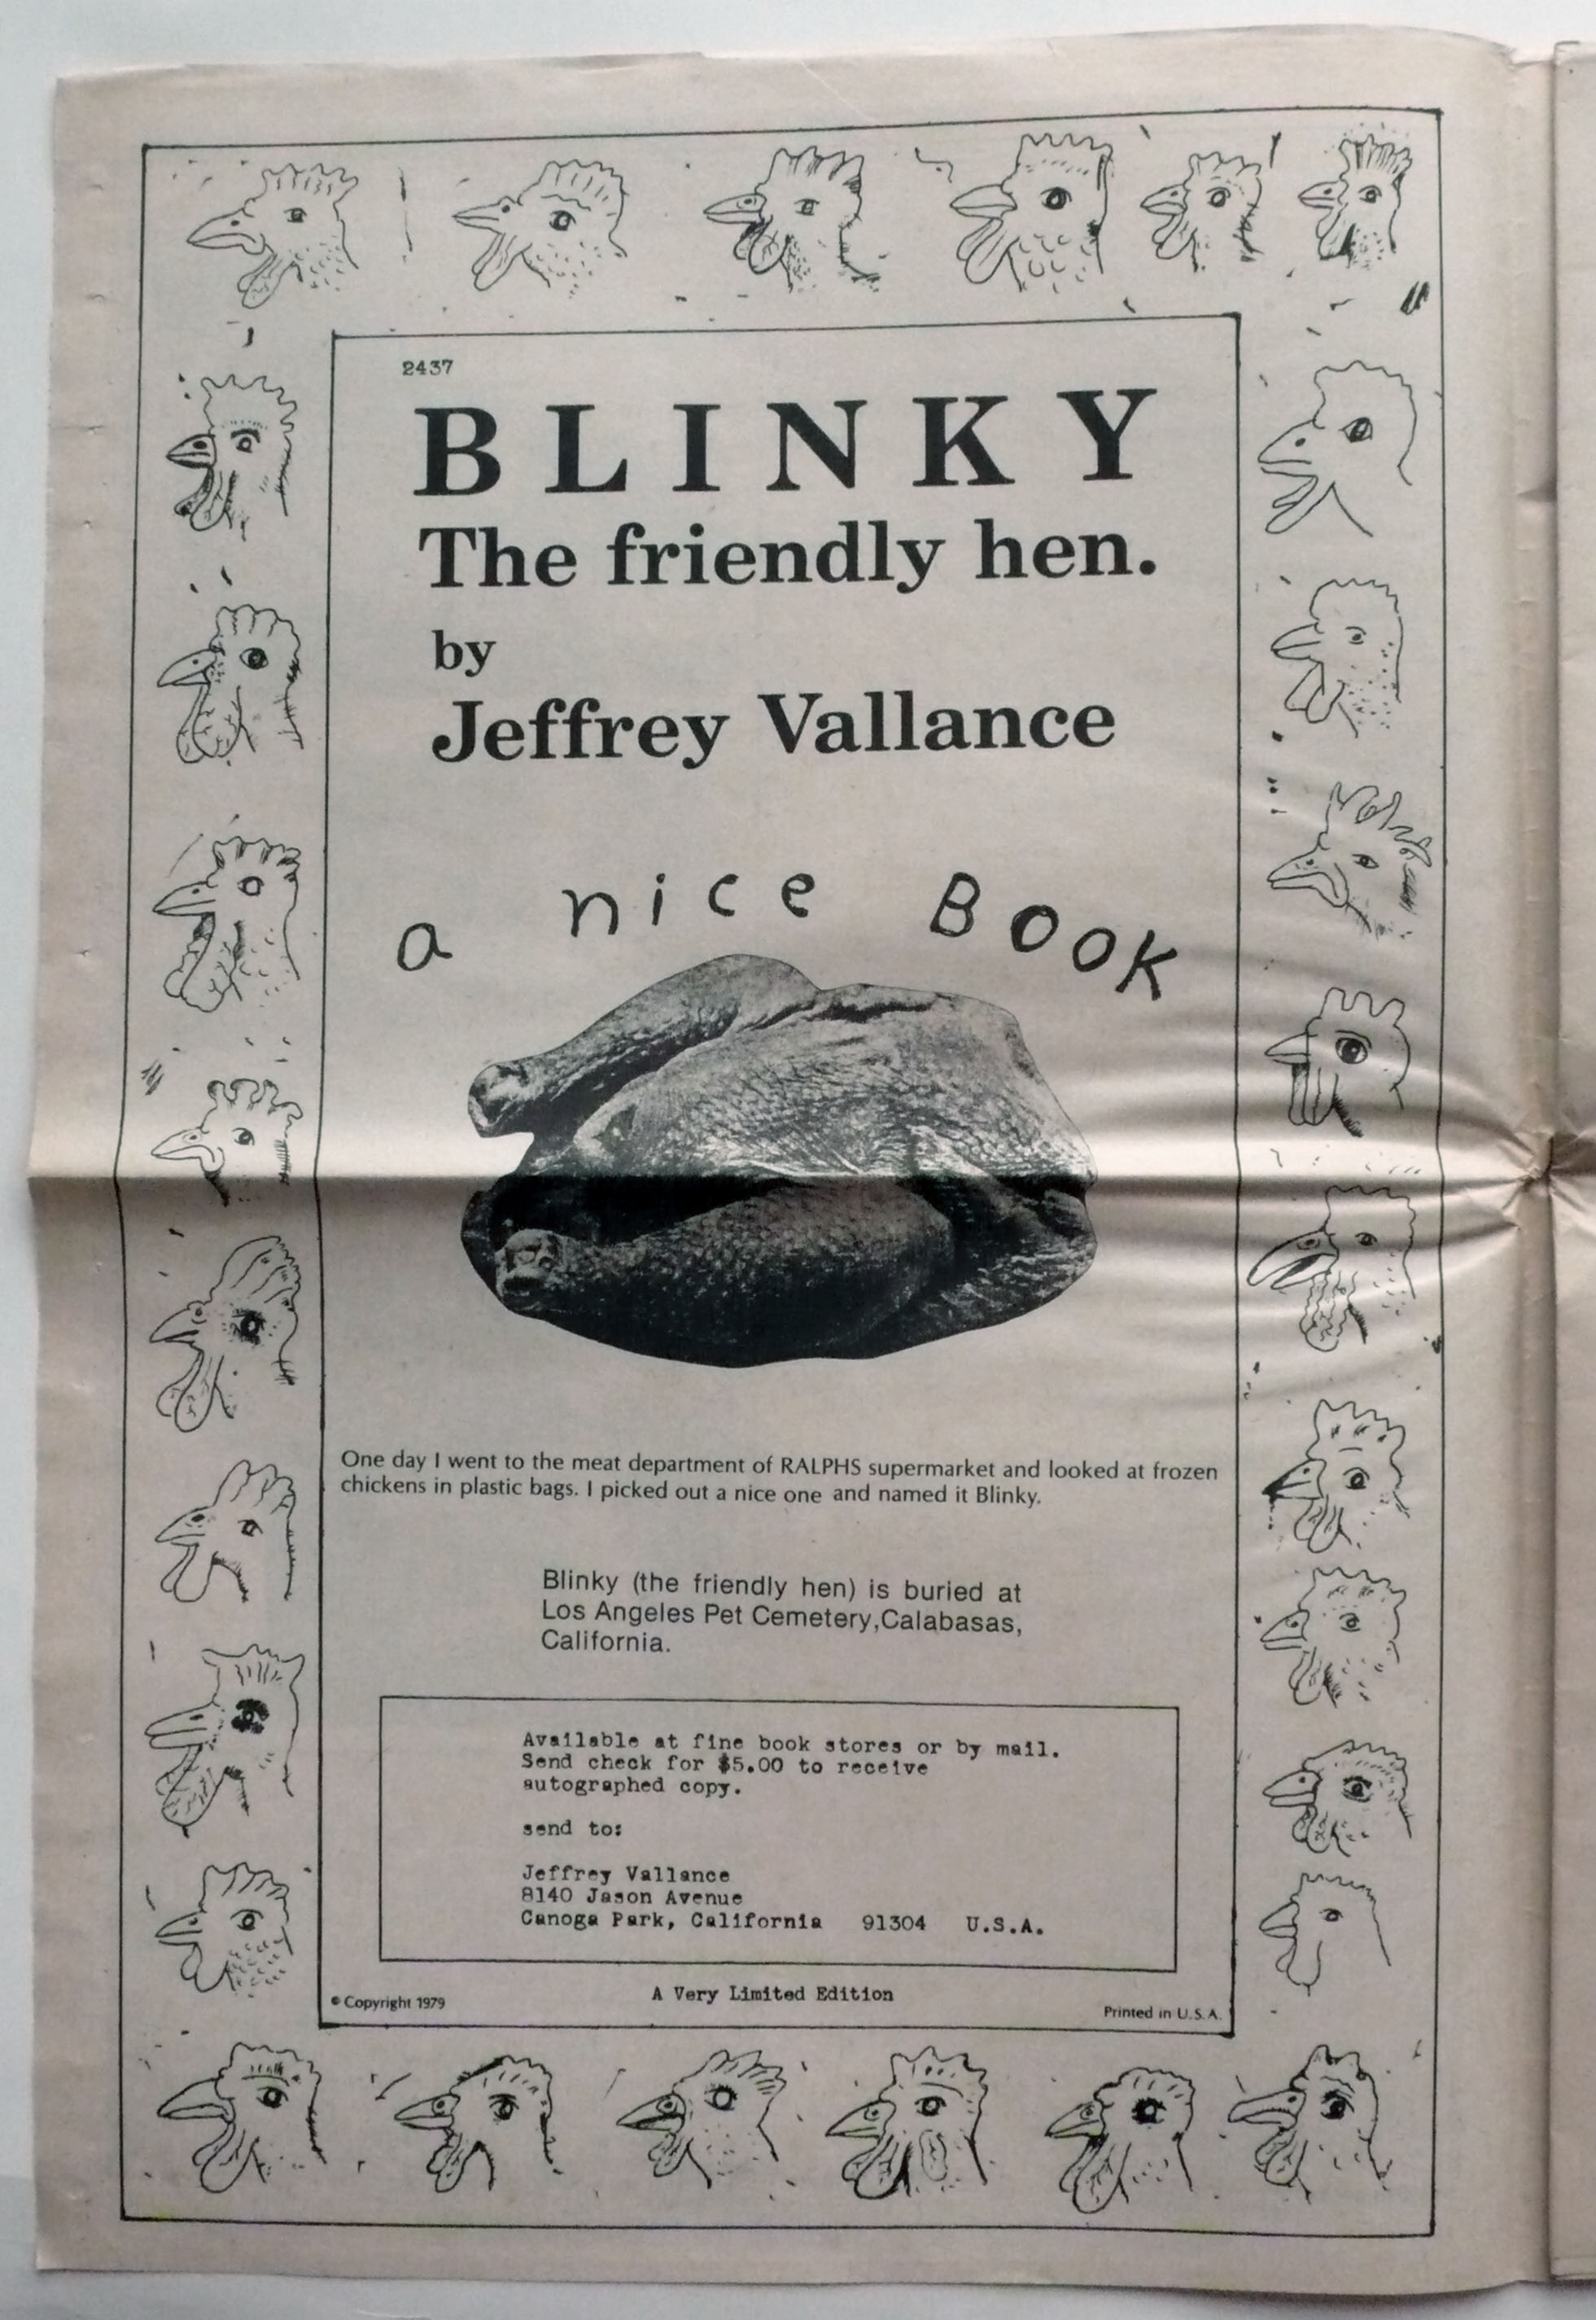 2437
BLINKY
The friendly hen.
by
Jeffrey Vallance
a nice BOOK
One day I went to the meat department of RALPHS supermarket and looked at frozen
chickens in plastic bags. I picked out a nice one and named it Blinky.
Blinky (the friendly hen) is buried at
Los Angeles Pet Cemetery,Calabasas,
California.
Available at fine book stores or by mail.
Send check for $5.00 to receive
autographed copy.
send to:
Jeffrey Vallance
8140 Jason Avenue
Canoga Park, California 91304 U.S.A.
A Very Limited Edition
© Copyright 1979
Printed in U.S.A.